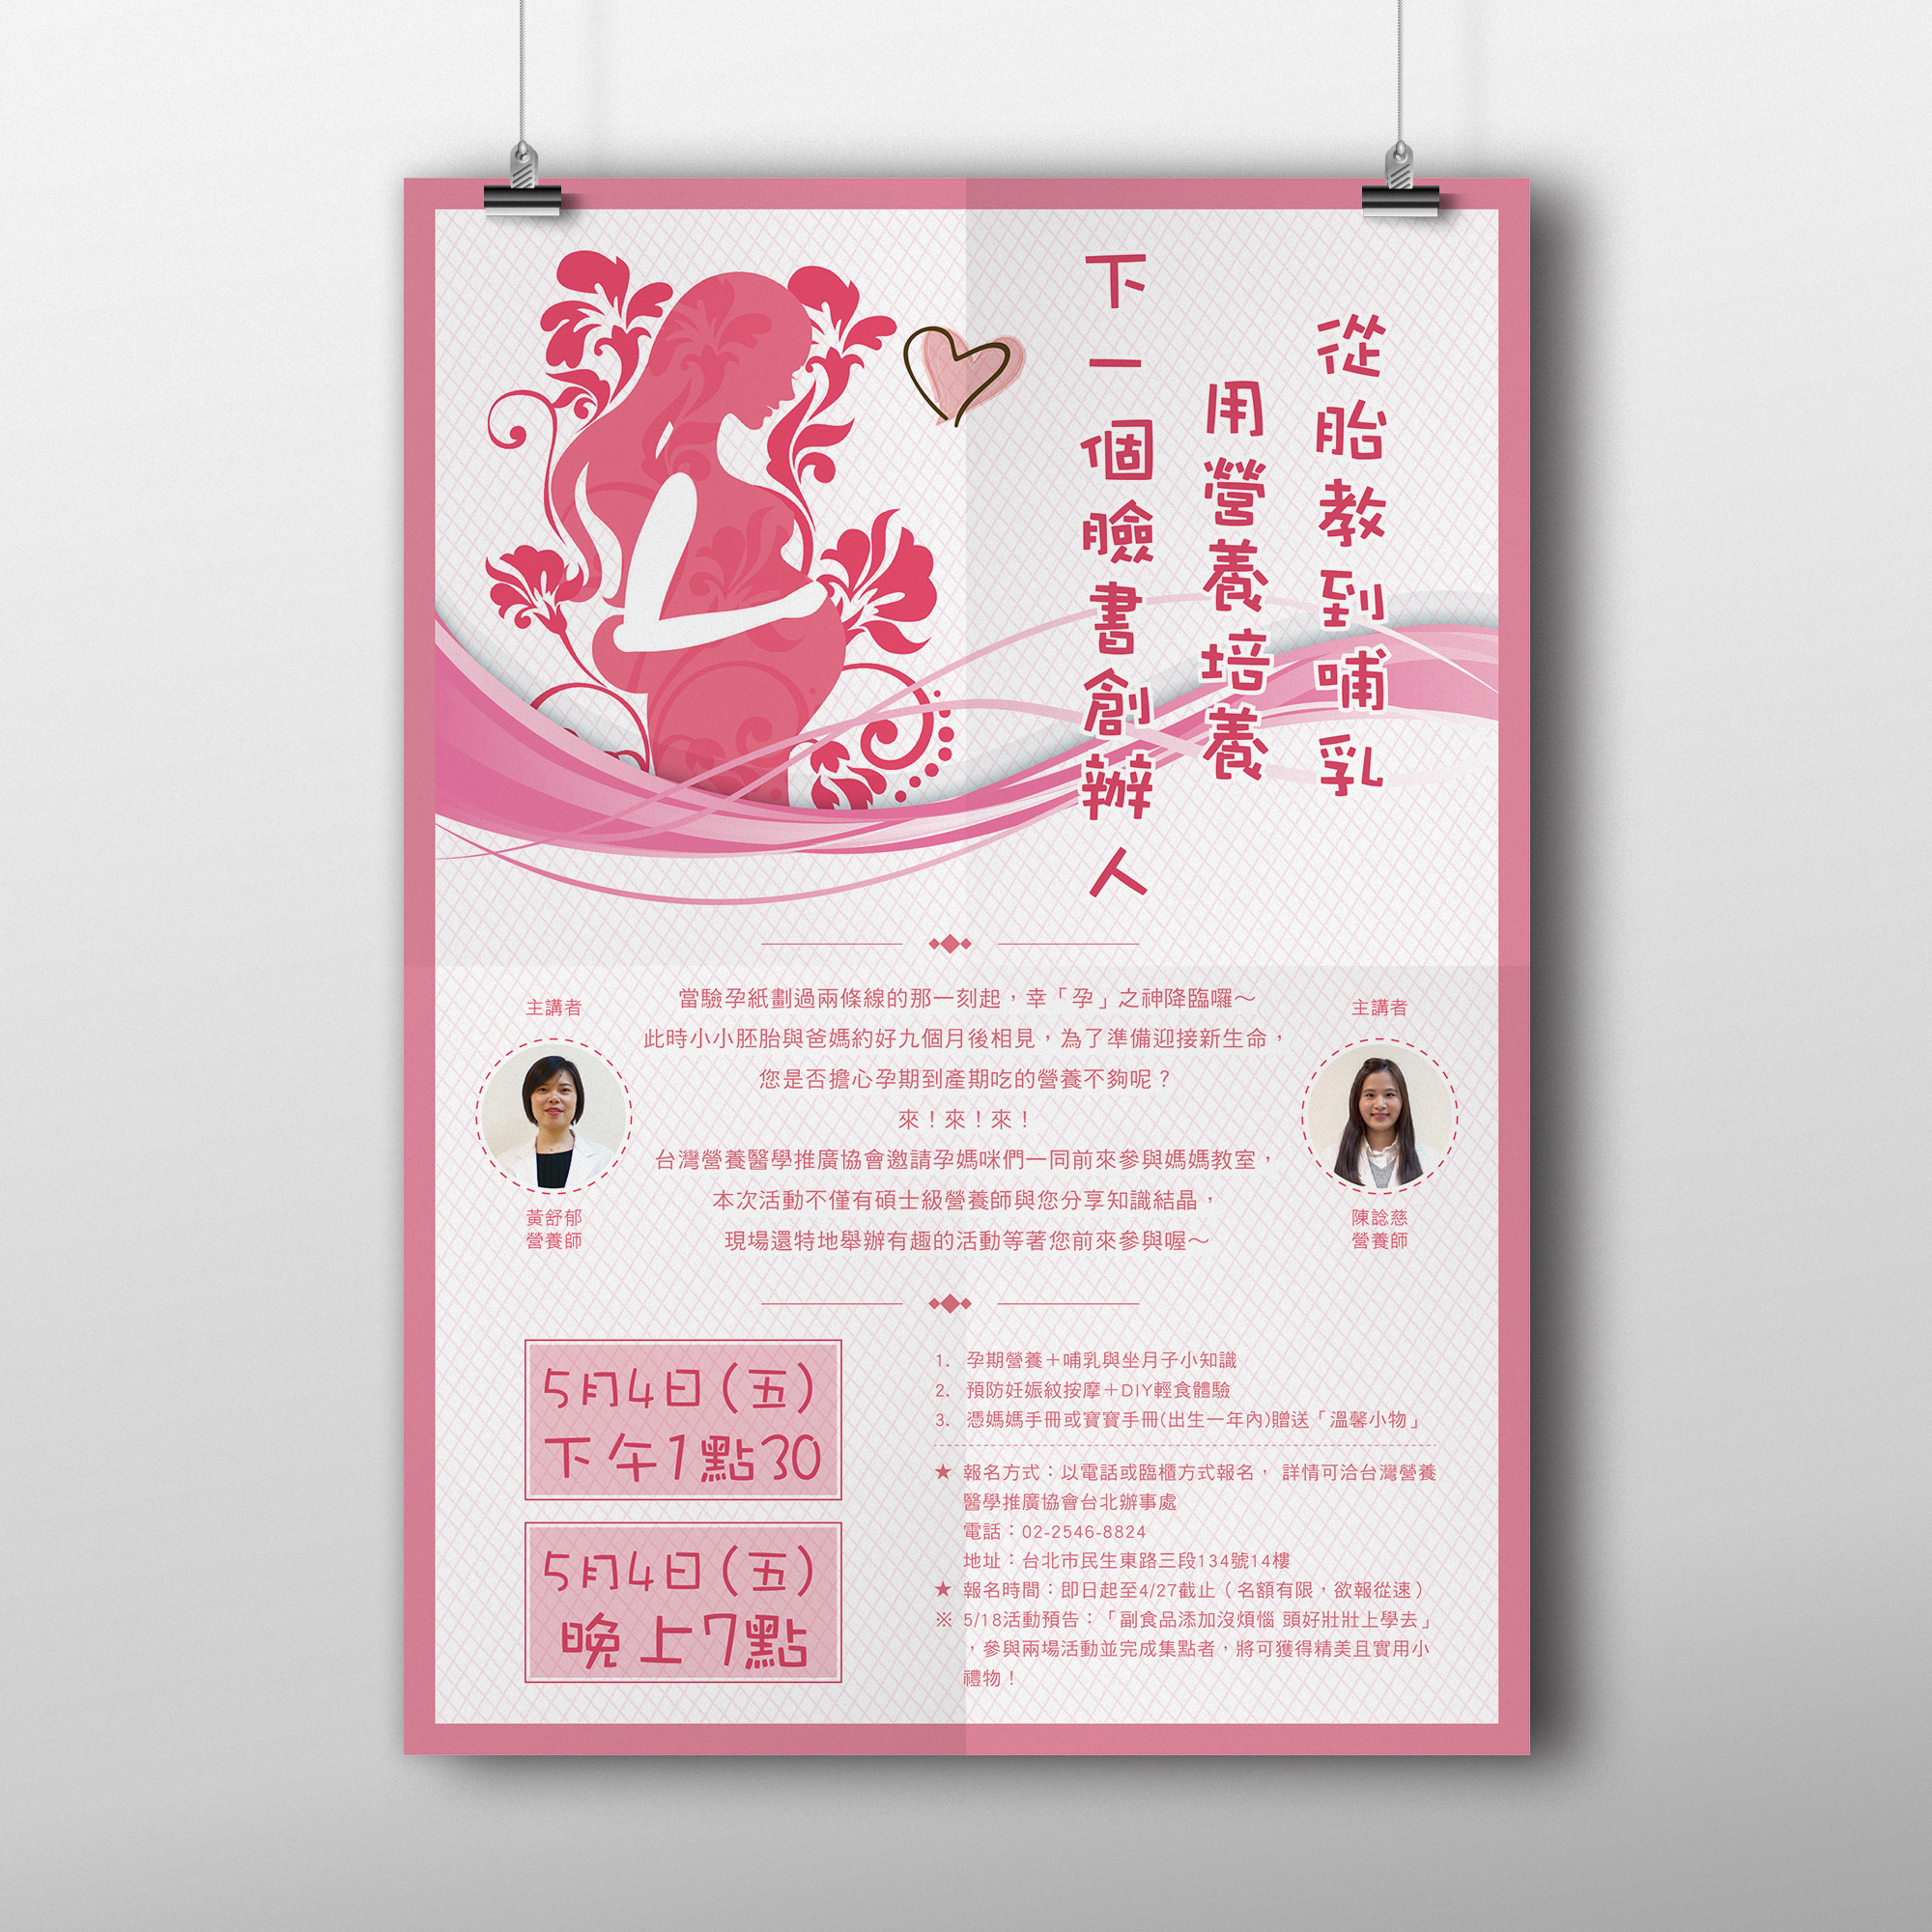 從胎教到哺乳
用營養培養
下一個臉書創辦人
當驗孕紙劃過兩條線的那一刻起，幸「孕」之神降臨囉～
此時小小胚胎與爸媽約好九個月後相見，為了準備迎接新生命，
您是否擔心孕期到產期吃的營養不夠呢？
來！來！來！
台灣營養醫學推廣協會邀請孕媽咪們一同前來參與媽媽教室，
本次活動不僅有碩士級營養師與您分享知識結晶，
現場還特地舉辦有趣的活動等著您前來參與喔～
主講者
黃舒郁
營養師
主講者
陳諗慈
營養師
5月4日(五)
下午1點30
5月4日(五)
晚上7點
1. 孕期營養＋哺乳與坐月子小知識
2. 預防妊娠紋按摩＋DIY輕食體驗
3. 憑媽媽手冊或寶寶手冊(出生一年內)贈送「溫馨小物」
★ 報名方式：以電話或臨櫃方式報名， 詳情可洽台灣營養
醫學推廣協會台北辦事處
電話：02-2546-8824
地址：台北市民生東路三段134號14樓
★ 報名時間：即日起至4/27截止（名額有限，欲報從速）
※ 5/18活動預告：「副食品添加沒煩惱 頭好壯壯上學去」
，參與兩場活動並完成集點者，將可獲得精美且實用小
禮物！